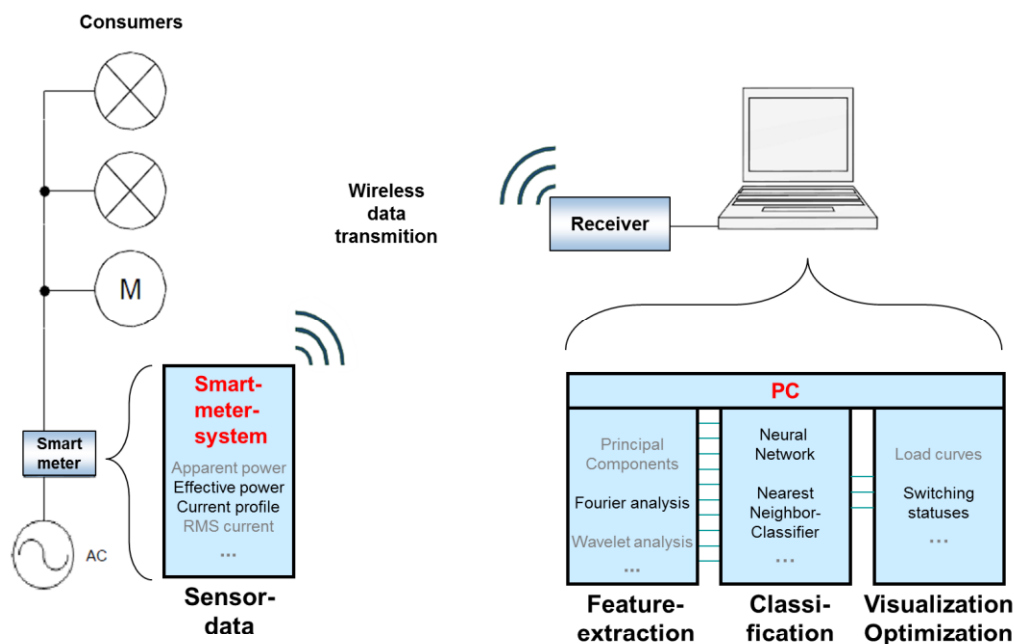 Consumers
Wireless
data
transmition
Receiver
M
Smart-
meter-
system
Apparent power
Effective power
Current profile
RMS current
...
Smart
meter
AC
Sensor-
data
PC
Principal
Components
Fourier analysis
Wavelet analysis
...
Neural
Network
Nearest
Neighbor-
Classifier
...
Load curves
Switching
statuses
...
Feature-
extraction
Classi-
fication
Visualization
Optimization